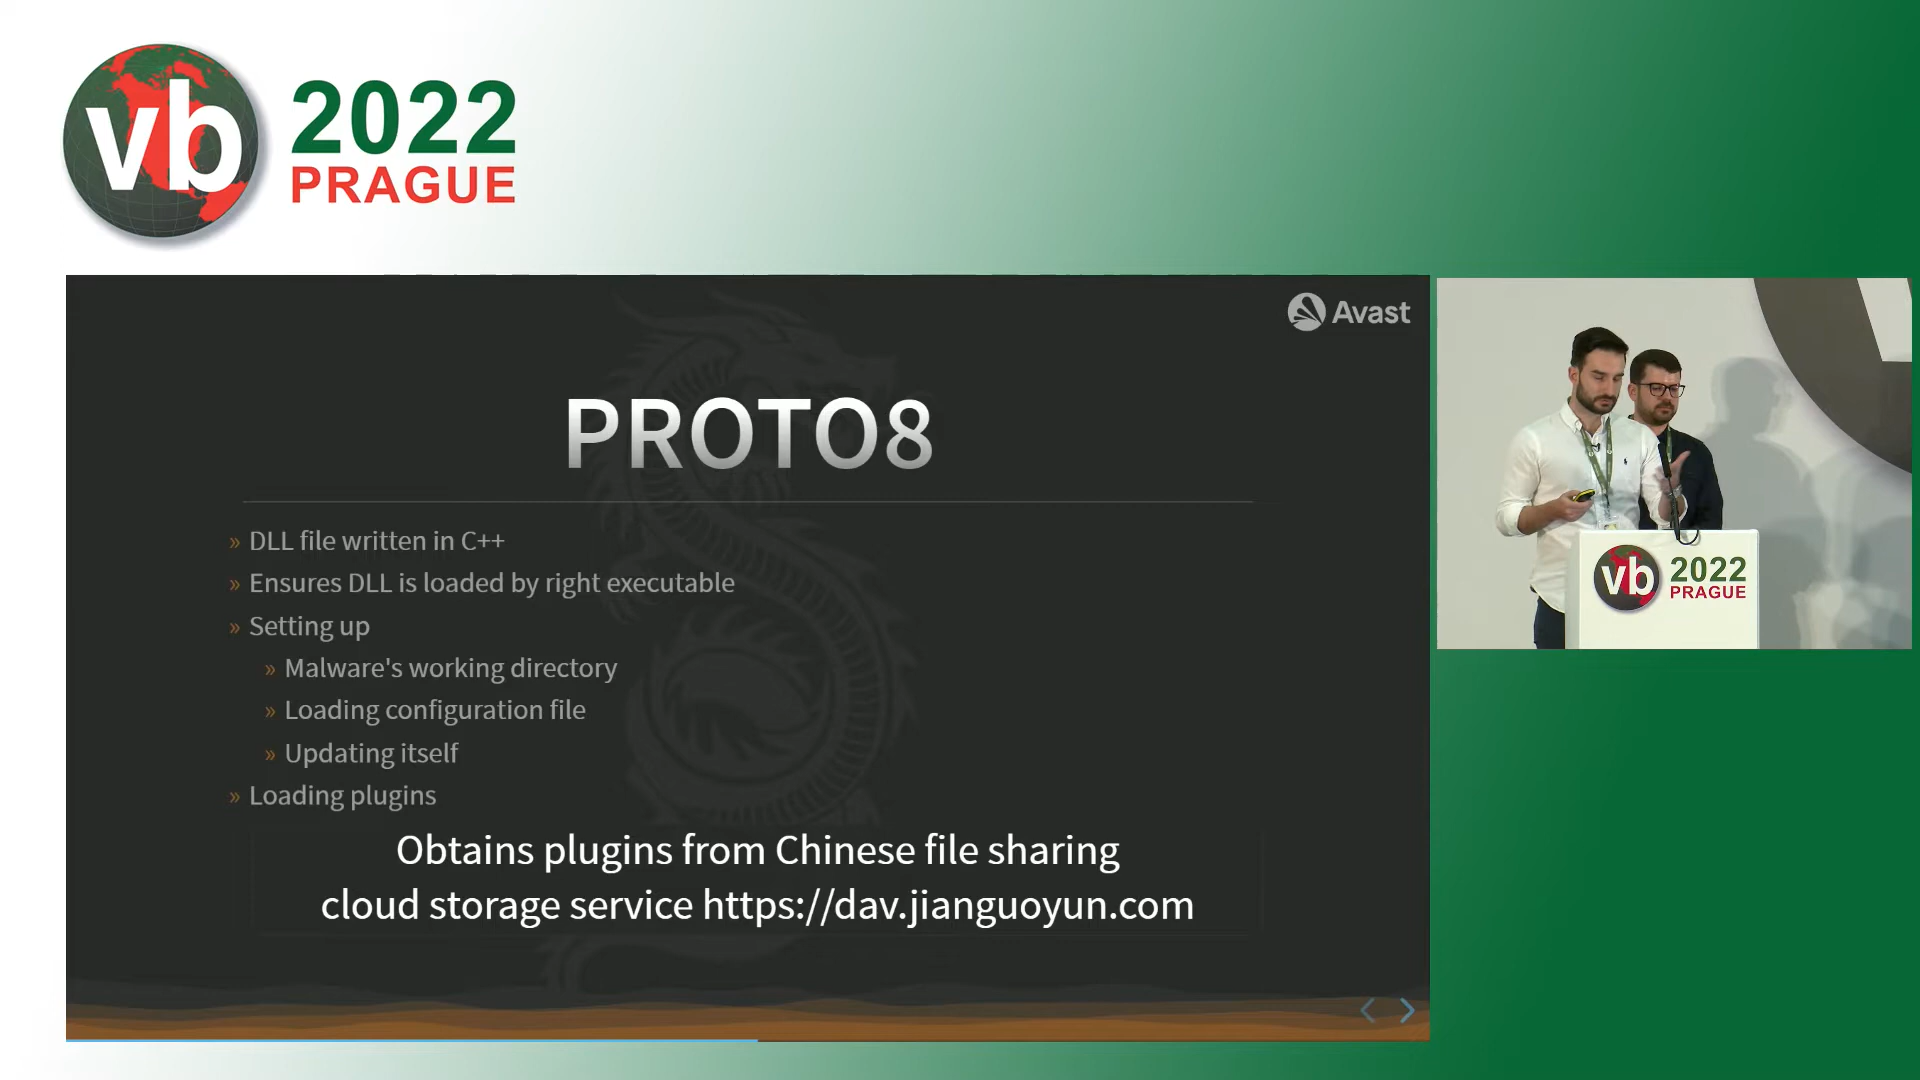 vb
2022
PRAGUE
Avast
PROTO8
» DLL file written in C++
» Ensures DLL is loaded by right executable
» Setting up
» Malware's working directory
» Loading configuration file
» Updating itself
» Loading plugins
Obtains plugins from Chinese file sharing
cloud storage service https://dav.jianguoyun.com
vb
2022
PRAGUE